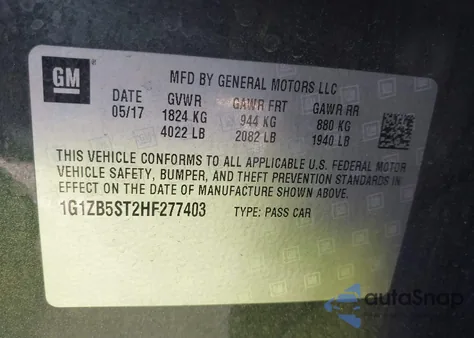 GM
MFD BY GENERAL MOTORS LLC
05/17 GVWR GAWR FRT GAWR RR
1824 KG 944 KG 880 KG
4022 LB 2082 LB 1940 LB
THIS VEHICLE CONFORMS TO ALL APPLICABLE U.S. FEDERAL MOTOR
VEHICLE SAFETY, BUMPER, AND THEFT PREVENTION STANDARDS IN
EFFECT ON THE DATE OF MANUFACTURE SHOWN ABOVE.
1G1ZB5ST2HF277403 TYPE: PASS CAR
autoSnap